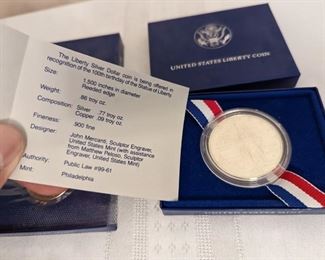 The Liberty Silver Dollar coin is being offered in
recognition of the 100th birthday of the Statue of Liberty.
Size: 1.500 inches in diameter
Reeded edge
Weight: .86 troy oz.
Composition: Silver .77 troy oz.
Copper .09 troy oz.
Fineness: .900 fine
Designer: John Mercanti, Sculptor Engraver,
United States Mint (with assistance
from Matthew Peloso, Sculptor
Engraver, United States Mint)
Authority: Public Law #99-61
Mint: Philadelphia
UNITED STATES LIBERTY COIN